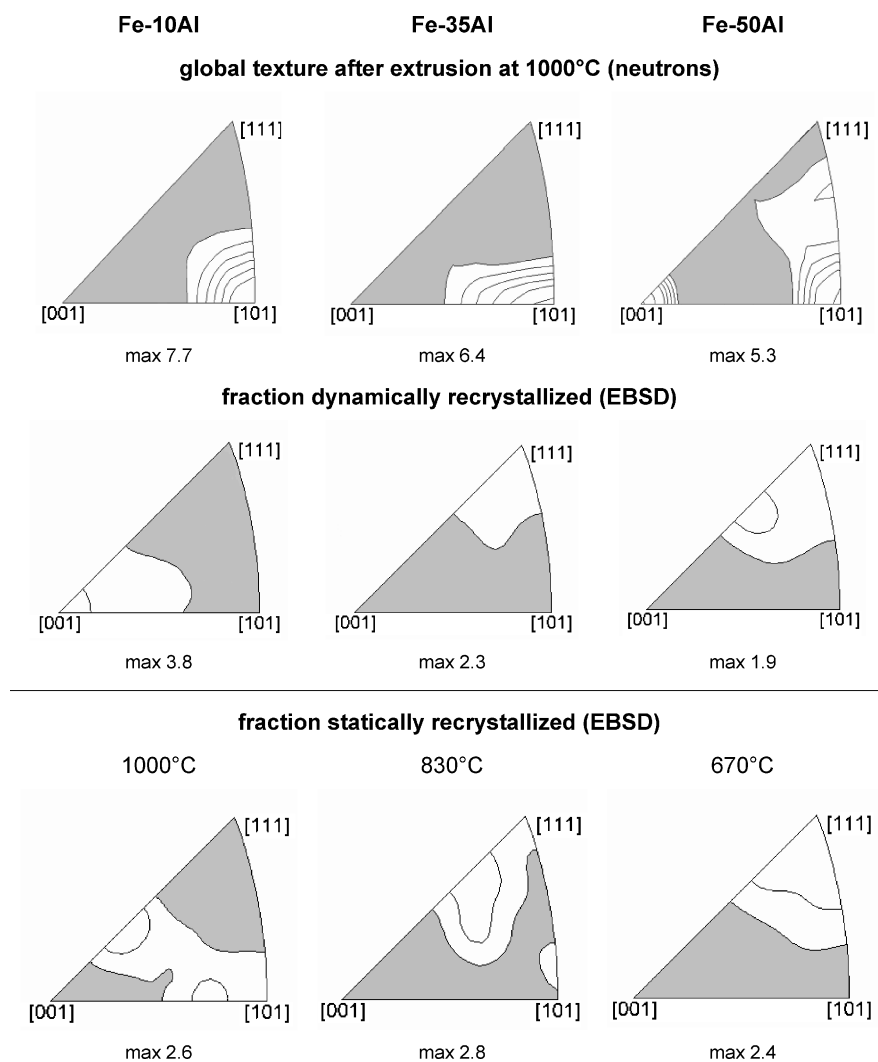 Fe-10Al Fe-35Al Fe-50Al
global texture after extrusion at 1000°C (neutrons)
[111] [111] [111]
[001] [101] [001] [101] [001] [101]
max 7.7 max 6.4 max 5.3
fraction dynamically recrystallized (EBSD)
[111] [111] [111]
[001] [101] [001] [101] [001] [101]
max 3.8 max 2.3 max 1.9
fraction statically recrystallized (EBSD)
1000°C 830°C 670°C
[111] [111] [111]
[001] [101] [001] [101] [001] [101]
max 2.6 max 2.8 max 2.4